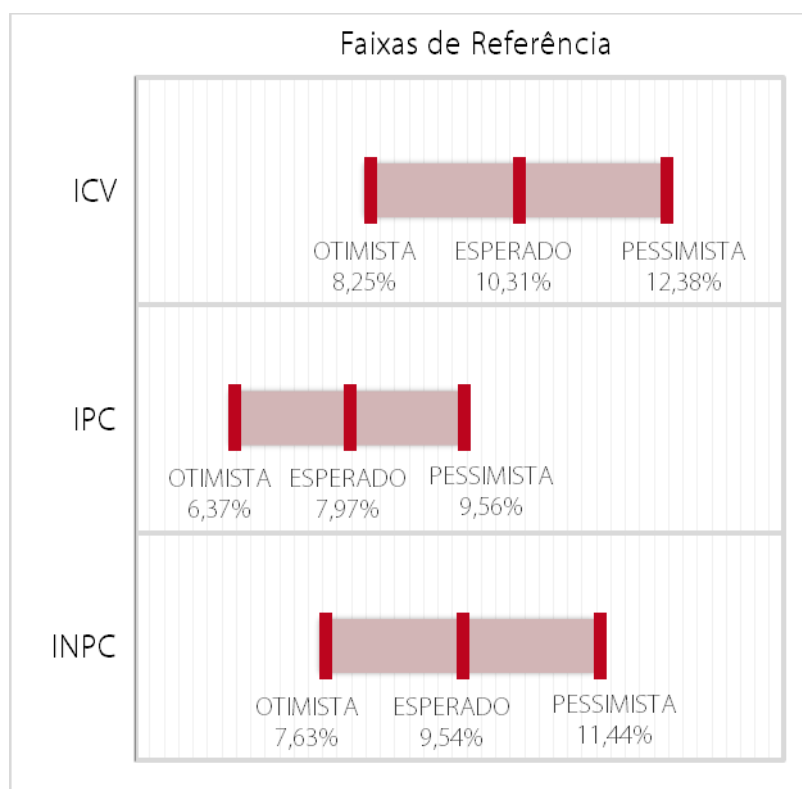 Faixas de Referência
ICV
OTIMISTA ESPERADO PESSIMISTA
8,25% 10,31% 12,38%
IPC
OTIMISTA ESPERADO PESSIMISTA
6,37% 7,97% 9,56%
INPC
OTIMISTA ESPERADO PESSIMISTA
7,63% 9,54% 11,44%